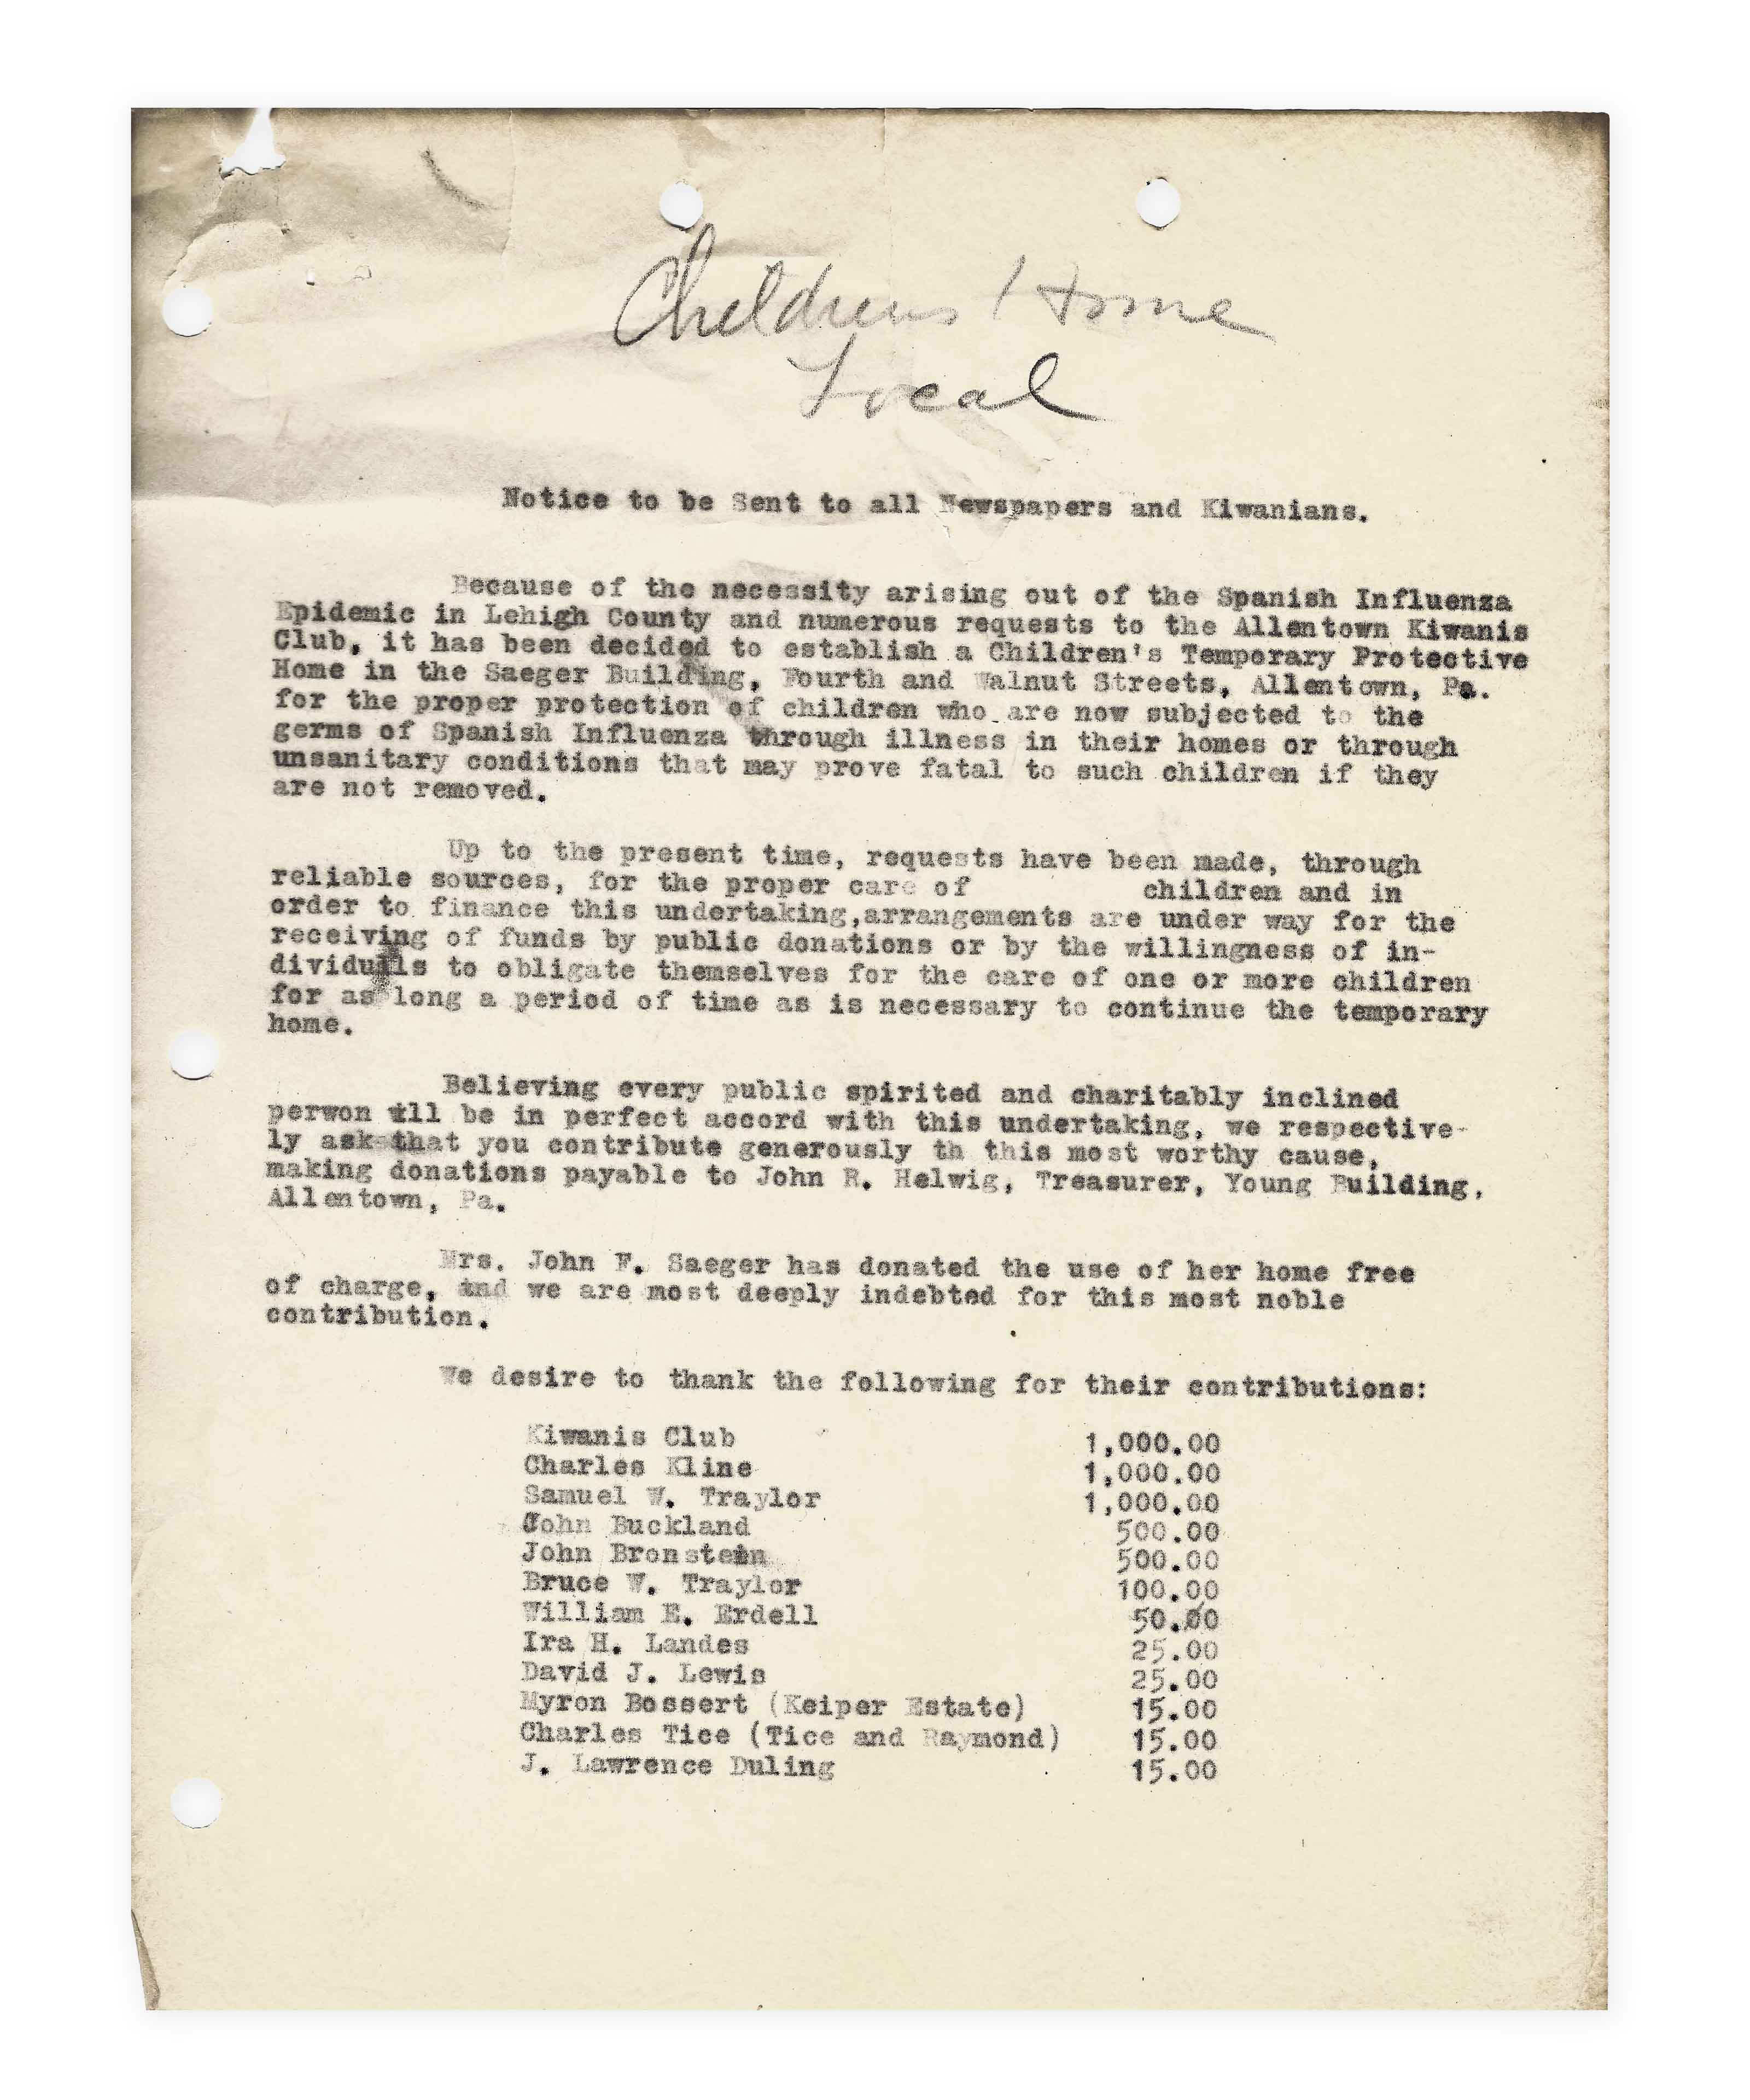 Childrens Home
Local
Notice to be Sent to all Newspapers and Kiwanians.
Because of the necessity arising out of the Spanish Influenza
Epidemic in Lehigh County and numerous requests to the Allentown Kiwanis
Club, it has been decided to establish a Children's Temporary Protective
Home in the Saeger Building, Fourth and Walnut Streets, Allentown, Pa.
for the proper protection of children who are now subjected to the
germs of Spanish Influenza through illness in their homes or through
unsanitary conditions that may prove fatal to such children if they
are not removed.
Up to the present time, requests have been made, through
reliable sources, for the proper care of children and in
order to finance this undertaking,arrangements are under way for the
receiving of funds by public donations or by the willingness of in-
dividuals to obligate themselves for the care of one or more children
for as long a period of time as is necessary to continue the temporary
home.
Believing every public spirited and charitably inclined
perwon will be in perfect accord with this undertaking, we respective-
ly ask that you contribute generously th this most worthy cause,
making donations payable to John R. Helwig, Treasurer, Young Building,
Allentown, Pa.
Mrs. John F. Saeger has donated the use of her home free
of charge, and we are most deeply indebted for this most noble
contribution.
We desire to thank the following for their contributions:
Kiwanis Club 1,000.00
Charles Kline 1,000.00
Samuel W. Traylor 1,000.00
John Buckland 500.00
John Bronstein 500.00
Bruce W. Traylor 100.00
William E. Erdell 50.00
Ira H. Landes 25.00
David J. Lewis 25.00
Myron Bossert (Keiper Estate) 15.00
Charles Tice (Tice and Raymond) 15.00
J. Lawrence Duling 15.00